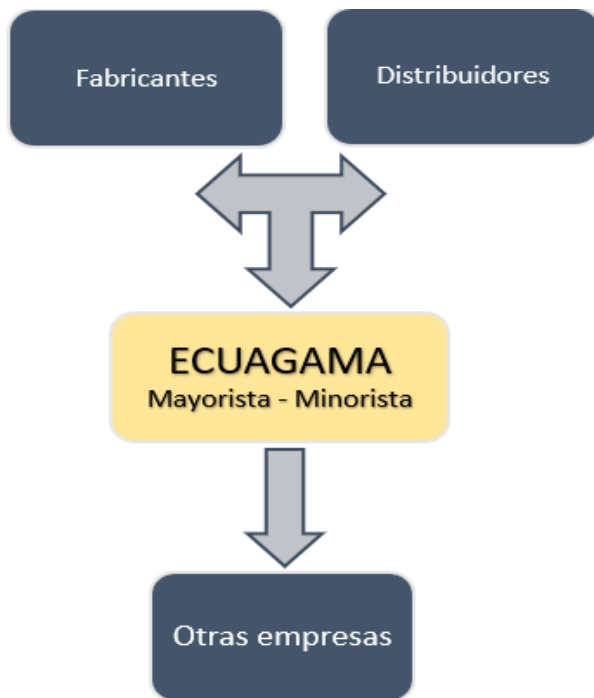 Fabricantes
Distribuidores
ECUAGAMA
Mayorista - Minorista
Otras empresas